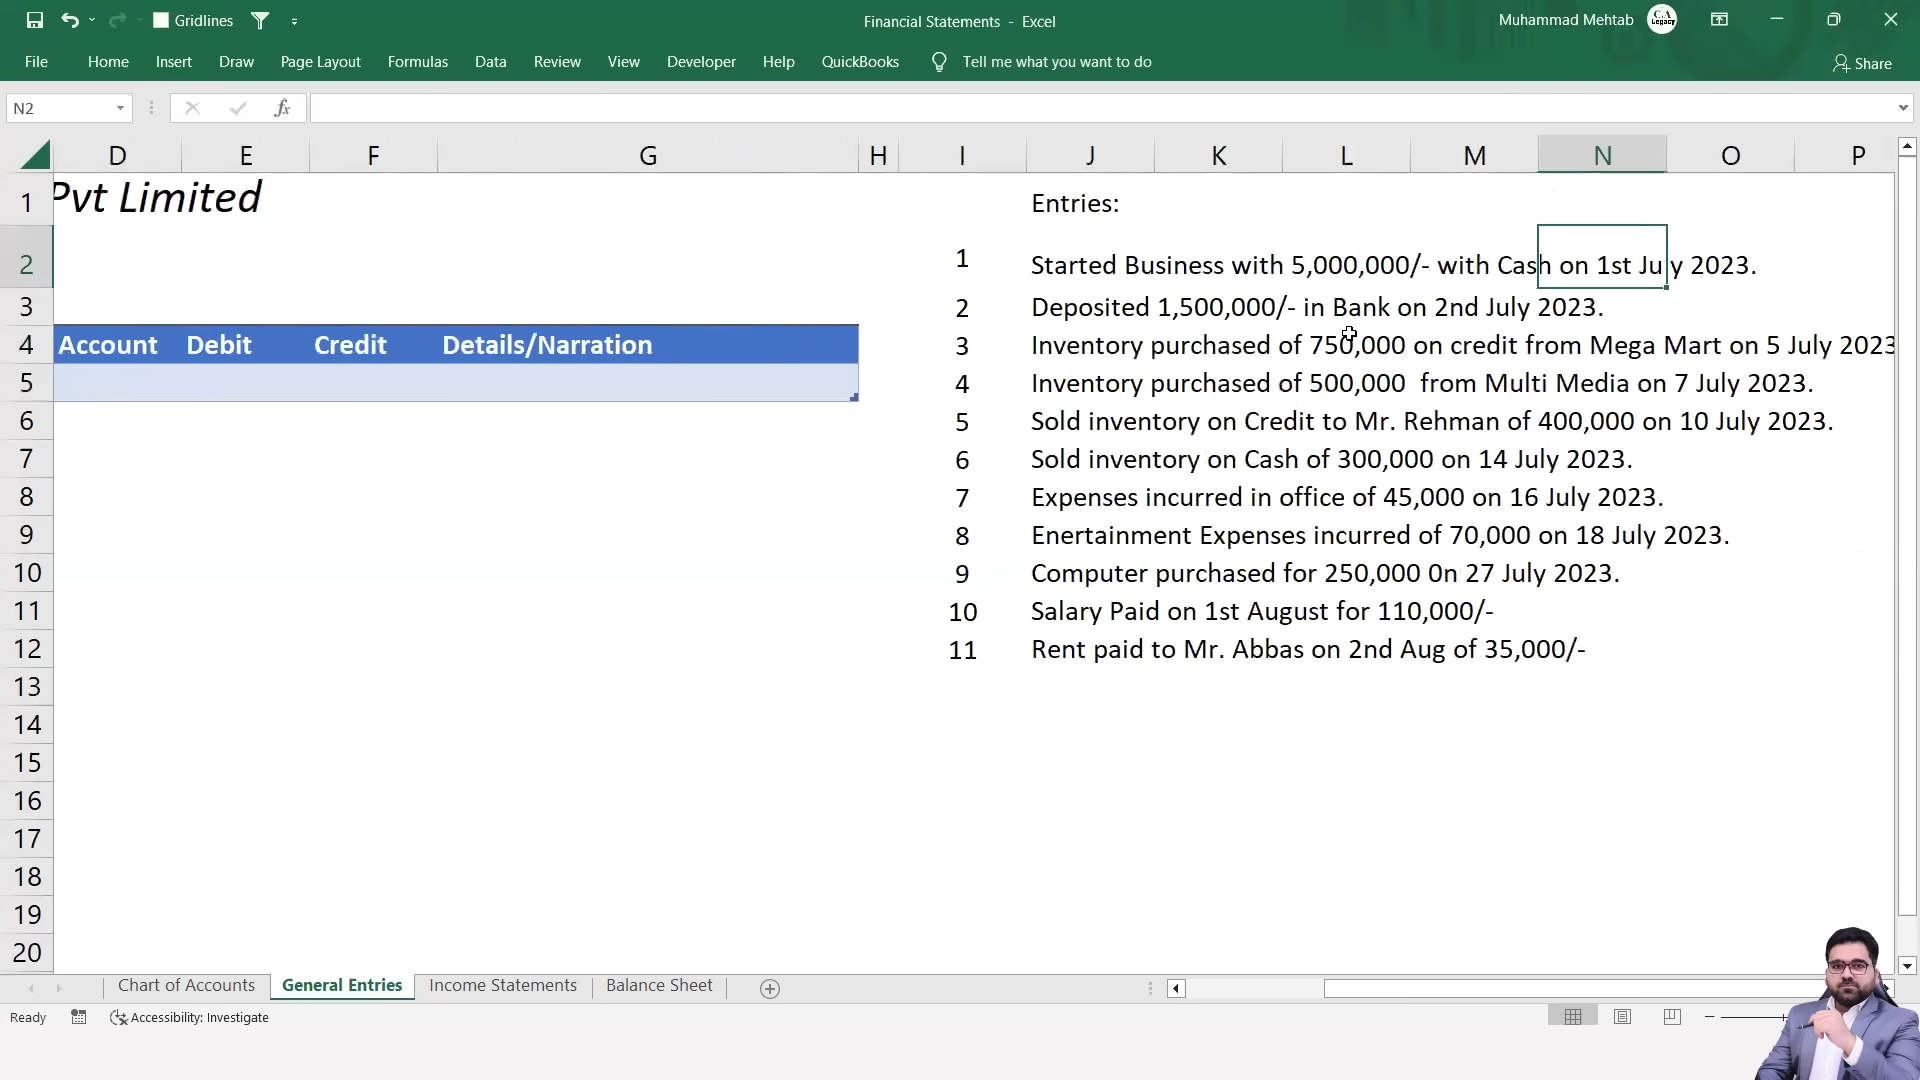 Gridlines
Financial Statements - Excel
Muhammad Mehtab
C.A
Legacy
File Home Insert Draw Page Layout Formulas Data Review View Developer Help QuickBooks Tell me what you want to do
Share
N2
fx
D E F G H I J K L M N O P
1 Pvt Limited Entries:
2 1 Started Business with 5,000,000/- with Cash on 1st July 2023.
3 2 Deposited 1,500,000/- in Bank on 2nd July 2023.
4 Account Debit Credit Details/Narration 3 Inventory purchased of 750,000 on credit from Mega Mart on 5 July 2023
5 4 Inventory purchased of 500,000  from Multi Media on 7 July 2023.
6 5 Sold inventory on Credit to Mr. Rehman of 400,000 on 10 July 2023.
7 6 Sold inventory on Cash of 300,000 on 14 July 2023.
8 7 Expenses incurred in office of 45,000 on 16 July 2023.
9 8 Enertainment Expenses incurred of 70,000 on 18 July 2023.
10 9 Computer purchased for 250,000 0n 27 July 2023.
11 10 Salary Paid on 1st August for 110,000/-
12 11 Rent paid to Mr. Abbas on 2nd Aug of 35,000/-
13
14
15
16
17
18
19
20
Chart of Accounts General Entries Income Statements Balance Sheet
Ready Accessibility: Investigate